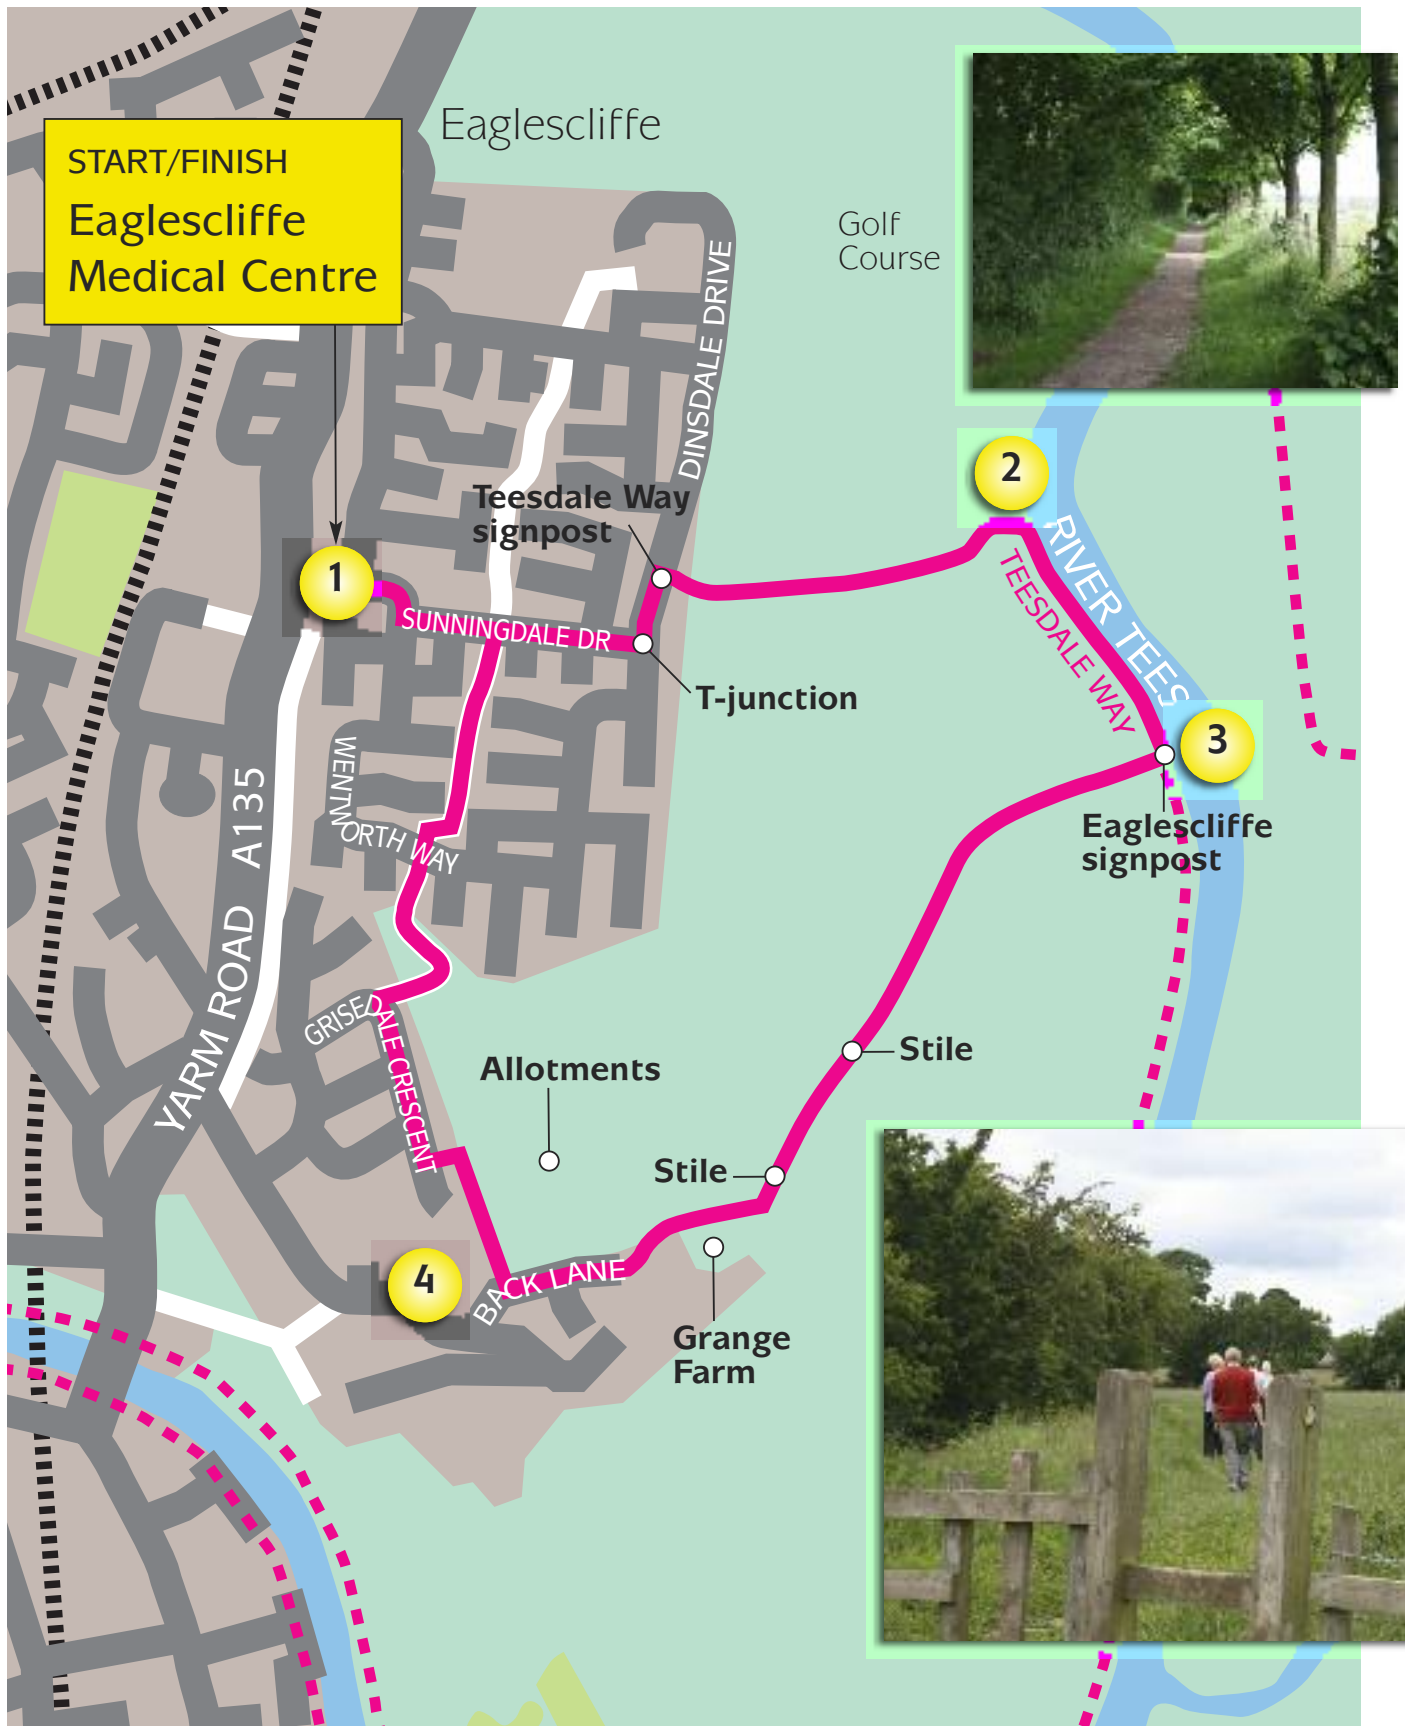 Eaglescliffe
START/FINISH
Eaglescliffe
Medical Centre
Golf
Course
DINSDALE DRIVE
2
Teesdale Way
signpost
1
RIVER TEES
TEESDALE WAY
SUNNINGDALE DR
T-junction
3
WENTW
ORTH WAY
A135
Eaglescliffe
signpost
YARM ROAD
GRISEDALE CRESCENT
Stile
Allotments
Stile
4
BACK LANE
Grange
Farm